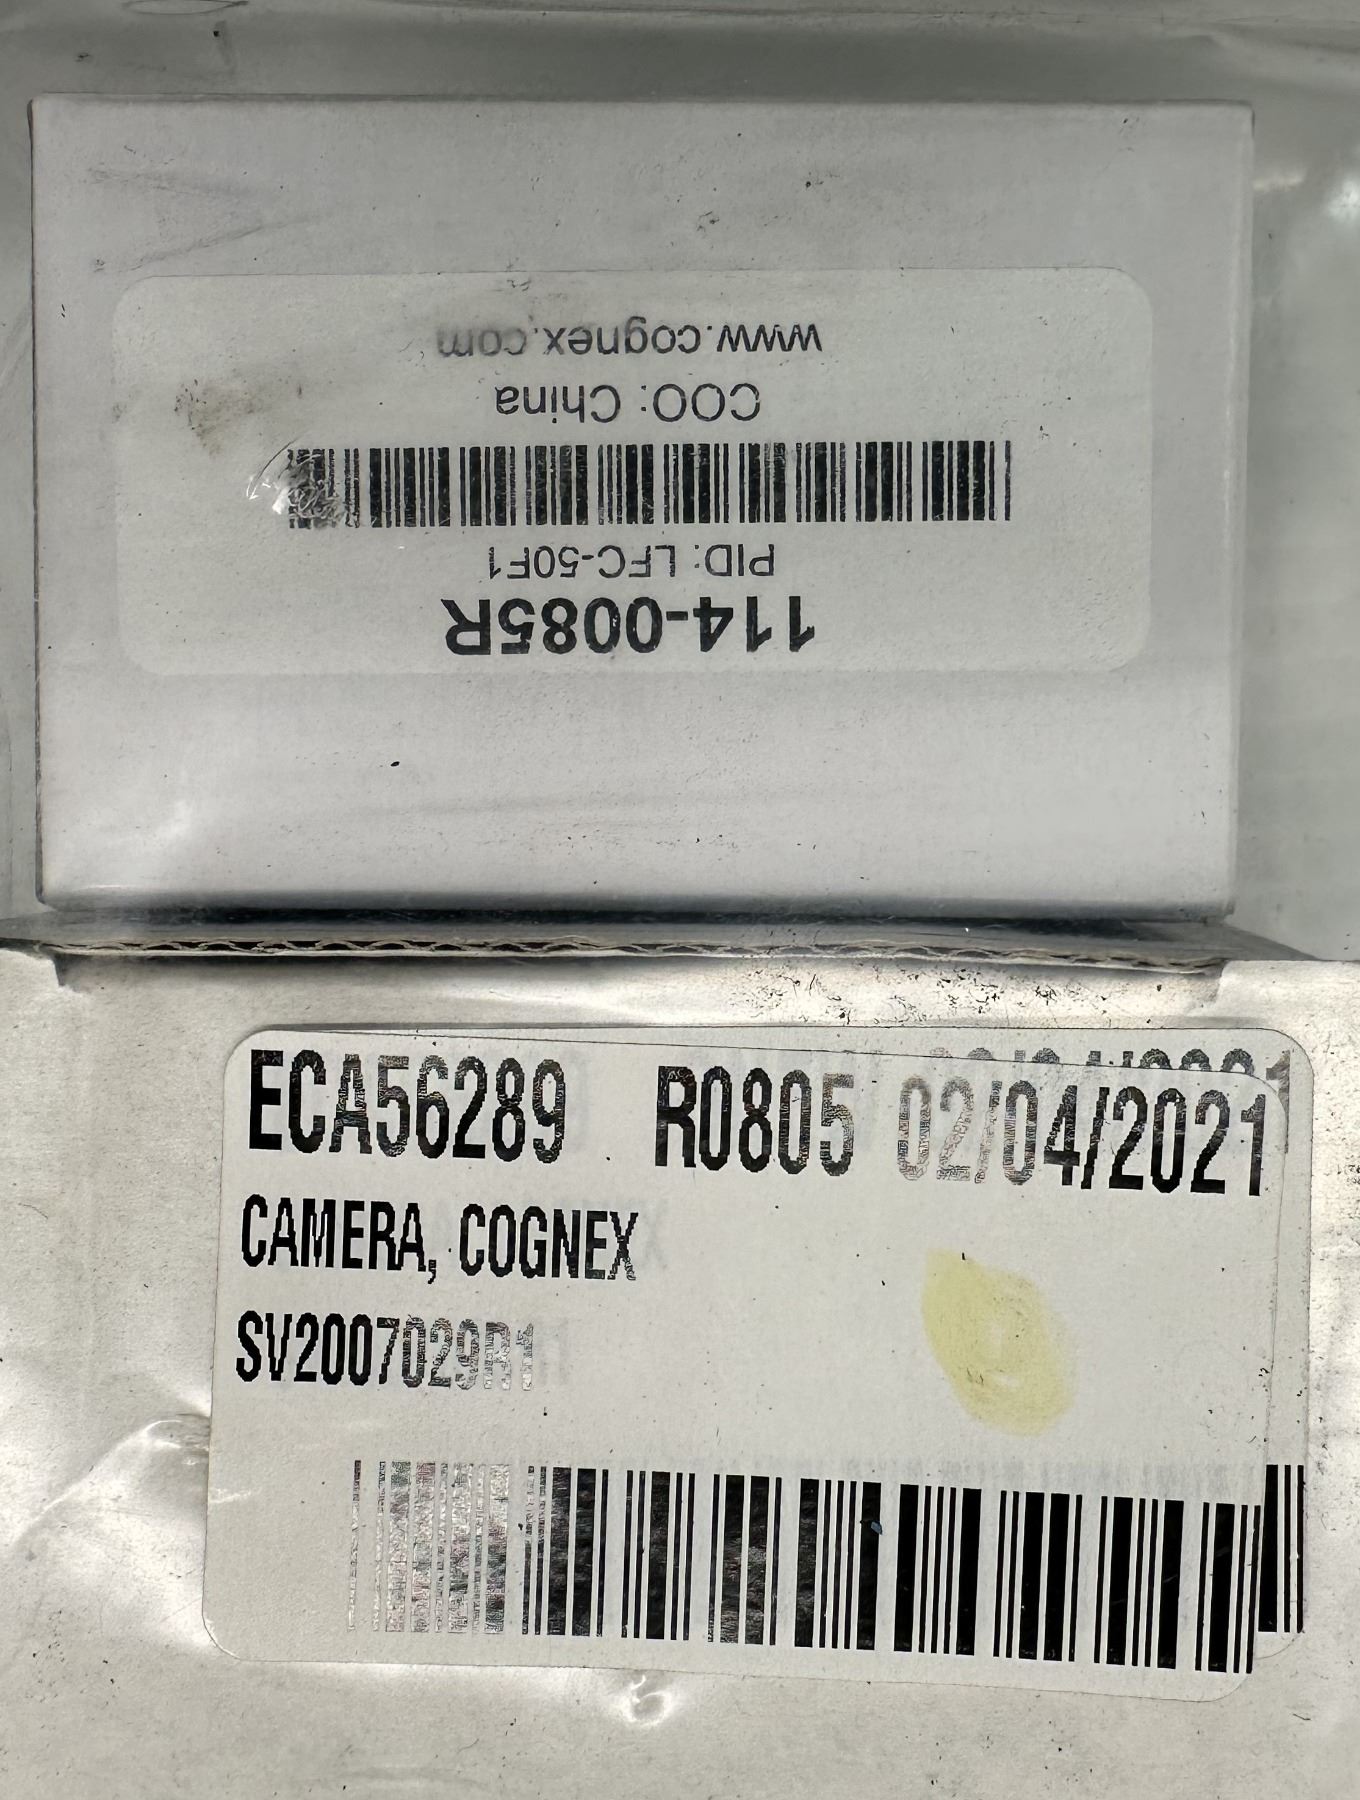 114-0085R
PID: LFC-50F1
COO: China
www.cognex.com
ECA56289 R0805 02/04/2021
CAMERA, COGNEX